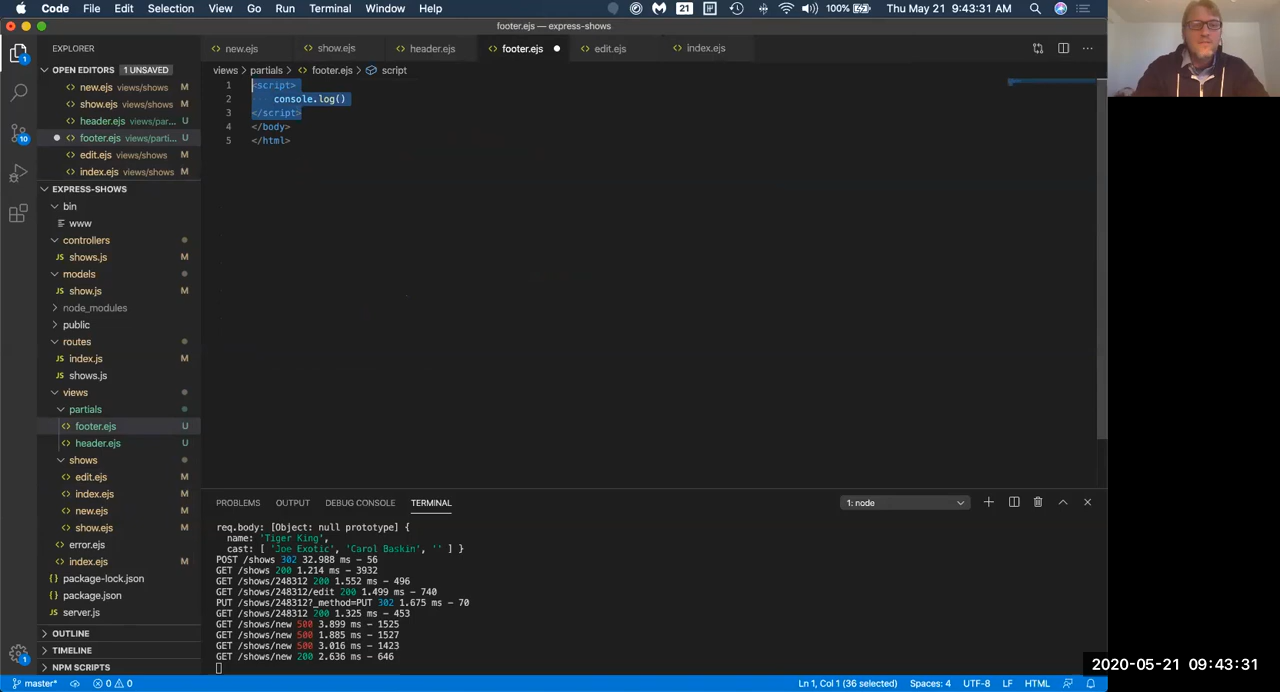 Code File Edit Selection View Go Run Terminal Window Help 21 100% Thu May 21 9:43:31 AM
footer.ejs — express-shows
EXPLORER
new.ejs show.ejs header.ejs footer.ejs edit.ejs index.ejs
OPEN EDITORS 1 UNSAVED
views > partials > footer.ejs > script
new.ejs views/shows M
show.ejs views/shows M
header.ejs views/par... U
footer.ejs views/parti... U
edit.ejs views/shows M
index.ejs views/shows M
1 <script>
2 console.log()
3 </script>
4 </body>
5 </html>
1
10
EXPRESS-SHOWS
bin
www
controllers
shows.js M
models
show.js M
node_modules
public
routes
index.js M
shows.js
views
partials
footer.ejs U
header.ejs U
shows
edit.ejs M
index.ejs M
new.ejs M
show.ejs M
error.ejs
index.ejs M
package-lock.json
package.json
server.js
OUTLINE
TIMELINE
NPM SCRIPTS
1
PROBLEMS OUTPUT DEBUG CONSOLE TERMINAL 1: node
req.body: [Object: null prototype] {
name: 'Tiger King',
cast: [ 'Joe Exotic', 'Carol Baskin', '' ] }
POST /shows 302 32.988 ms - 56
GET /shows 200 1.214 ms - 3932
GET /shows/248312 200 1.552 ms - 496
GET /shows/248312/edit 200 1.499 ms - 740
PUT /shows/248312?_method=PUT 302 1.675 ms - 70
GET /shows/248312 200 1.325 ms - 453
GET /shows/new 500 3.899 ms - 1525
GET /shows/new 500 1.885 ms - 1527
GET /shows/new 500 3.016 ms - 1423
GET /shows/new 200 2.636 ms - 646
2020-05-21 09:43:31
master* 0 0 Ln 1, Col 1 (36 selected) Spaces: 4 UTF-8 LF HTML